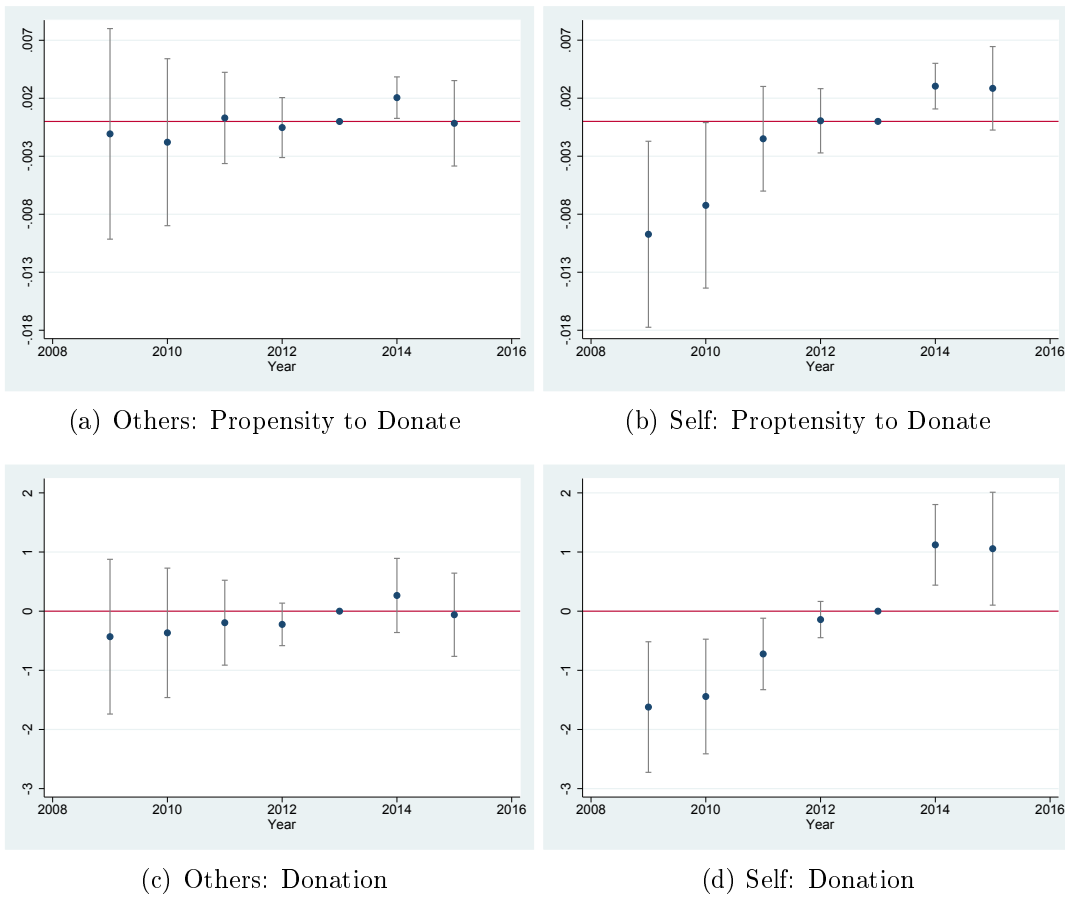 .007
.002
-.003
-.008
-.013
-.018
2008 2010 2012 2014 2016
Year
(a) Others: Propensity to Donate
.007
.002
-.003
-.008
-.013
-.018
2008 2010 2012 2014 2016
Year
(b) Self: Proptensity to Donate
2
1
0
-1
-2
-3
2008 2010 2012 2014 2016
Year
(c) Others: Donation
2
1
0
-1
-2
-3
2008 2010 2012 2014 2016
Year
(d) Self: Donation